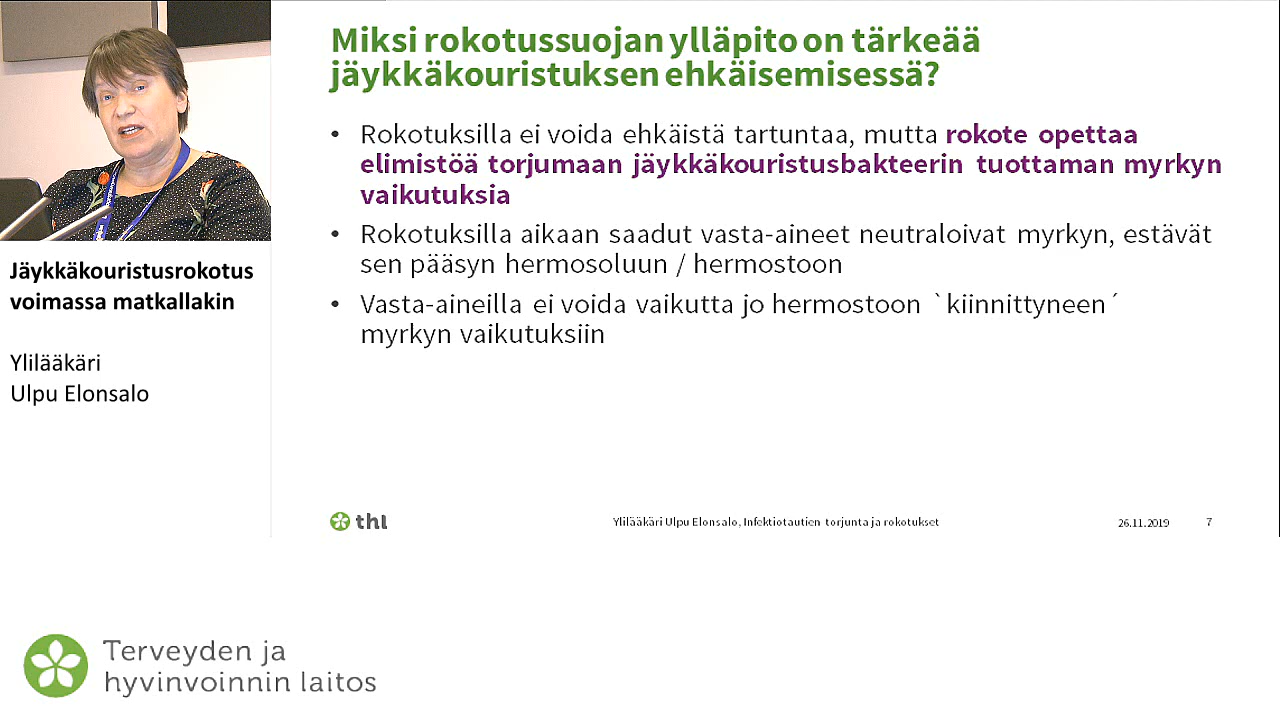 Miksi rokotussuojan ylläpito on tärkeää
jäykkäkouristuksen ehkäisemisessä?
• Rokotuksilla ei voida ehkäistä tartuntaa, mutta rokote opettaa
elimistöä torjumaan jäykkäkouristusbakteerin tuottaman myrkyn
vaikutuksia
• Rokotuksilla aikaan saadut vasta-aineet neutraloivat myrkyn, estävät
sen pääsyn hermosoluun / hermostoon
• Vasta-aineilla ei voida vaikutta jo hermostoon `kiinnittyneen´
myrkyn vaikutuksiin
Jäykkäkouristusrokotus
voimassa matkallakin
Ylilääkäri
Ulpu Elonsalo
thl
Ylilääkäri Ulpu Elonsalo, Infektiotautien torjunta ja rokotukset
26.11.2019
7
Terveyden ja
hyvinvoinnin laitos